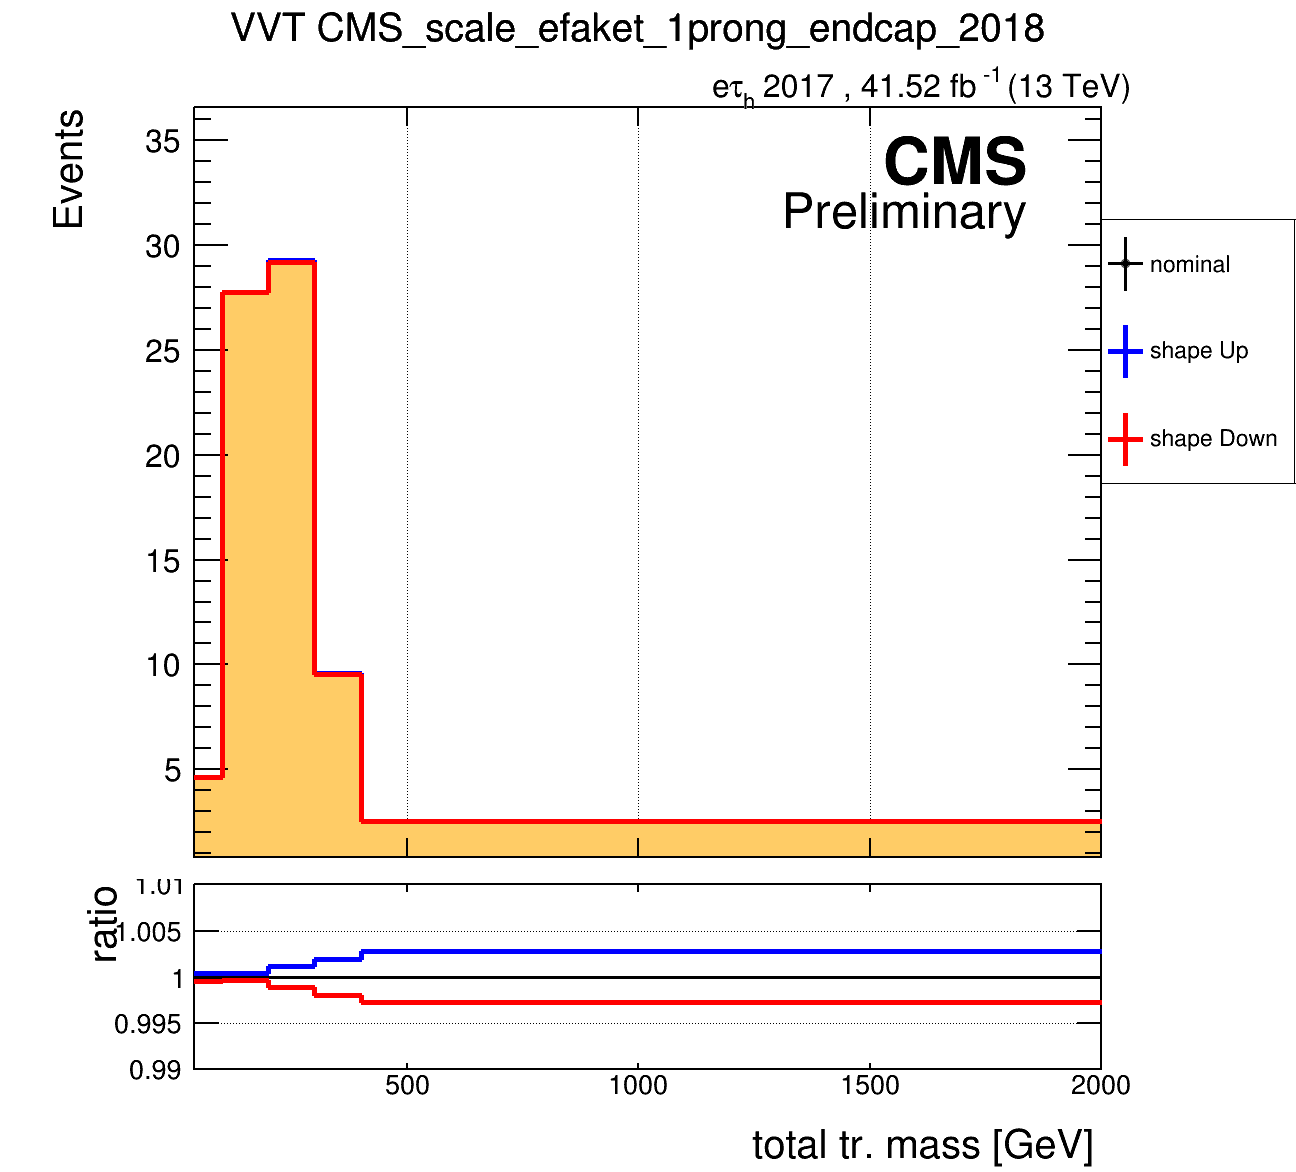 VVT CMS_scale_efaket_1prong_endcap_2018
eτh 2017 , 41.52 fb -1 (13 TeV)
Events
35
30
25
20
15
10
5
CMS
Preliminary
nominal
shape Up
shape Down
ratio
1.01
1.005
1
0.995
0.99
500
1000
1500
2000
total tr. mass [GeV]